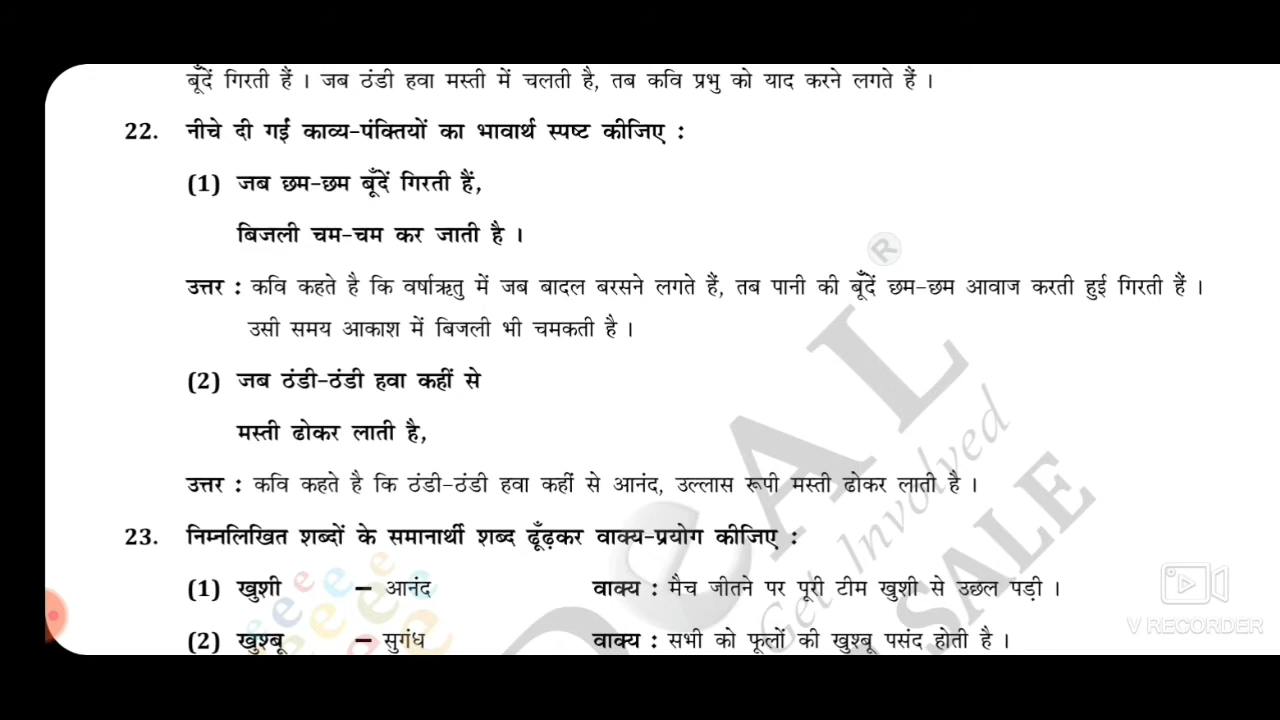 बूँदें गिरती हैं । जब ठंडी हवा मस्ती में चलती है, तब कवि प्रभु को याद करने लगते हैं ।
22. नीचे दी गईं काव्य-पंक्तियों का भावार्थ स्पष्ट कीजिए :
(1) जब छम-छम बूँदें गिरती हैं,
बिजली चम-चम कर जाती है ।
उत्तर : कवि कहते है कि वर्षाऋतु में जब बादल बरसने लगते हैं, तब पानी की बूँदें छम-छम आवाज करती हुई गिरती हैं ।
उसी समय आकाश में बिजली भी चमकती है ।
(2) जब ठंडी-ठंडी हवा कहीं से
मस्ती ढोकर लाती है,
उत्तर : कवि कहते है कि ठंडी-ठंडी हवा कहीं से आनंद, उल्लास रूपी मस्ती ढोकर लाती है ।
23. निम्नलिखित शब्दों के समानार्थी शब्द ढूँढ़कर वाक्य-प्रयोग कीजिए :
(1) खुशी – आनंद वाक्य : मैच जीतने पर पूरी टीम खुशी से उछल पड़ी ।
(2) खुश्बू – सुगंध वाक्य : सभी को फूलों की खुश्बू पसंद होती है ।
DEAL
®
Get Involved
SALE
V RECORDER